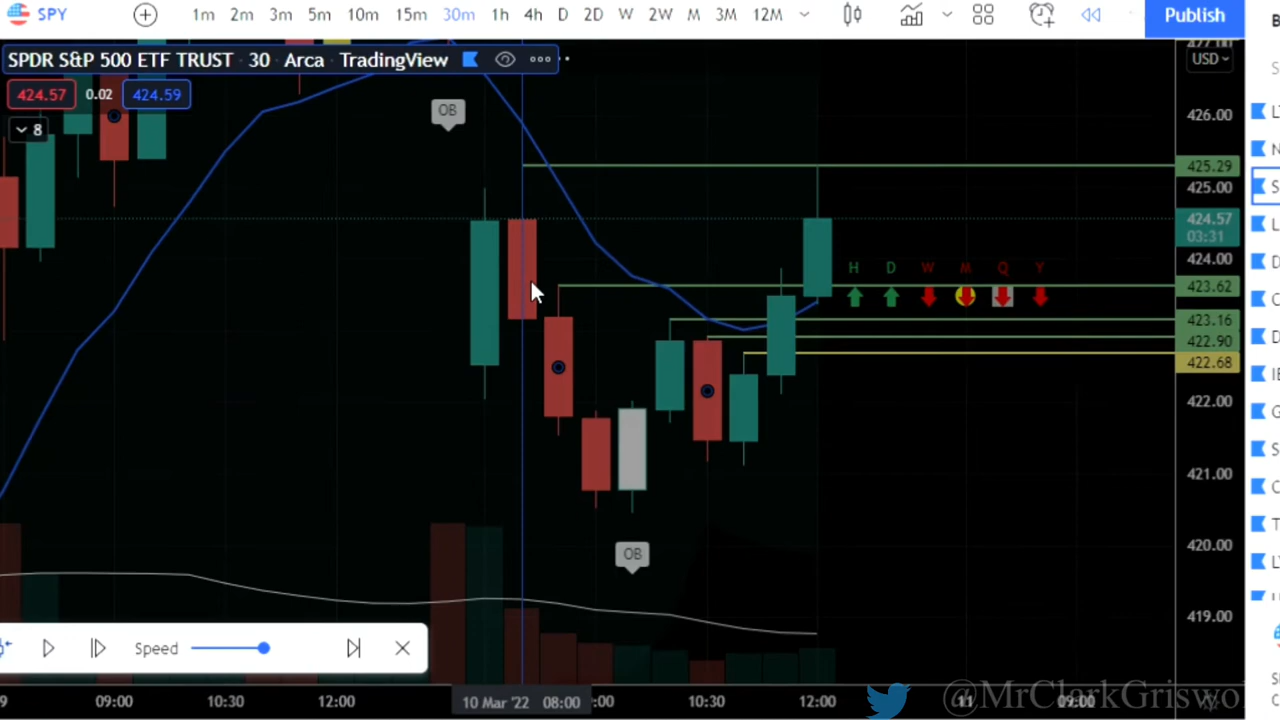 SPY 1m 2m 3m 5m 10m 15m 30m 1h 4h D 2D W 2W M 3M 12M Publish
SPDR S&P 500 ETF TRUST · 30 · Arca · TradingView
USD
424.57 0.02 424.59
8
OB
426.00
425.29
425.00
424.57
03:31
424.00
H D W M Q Y
423.62
423.16
422.90
422.68
422.00
421.00
OB
420.00
419.00
Speed
09:00 10:30 12:00 10 Mar '22 08:00 10:30 12:00 11 09:00
@MrClarkGriswo